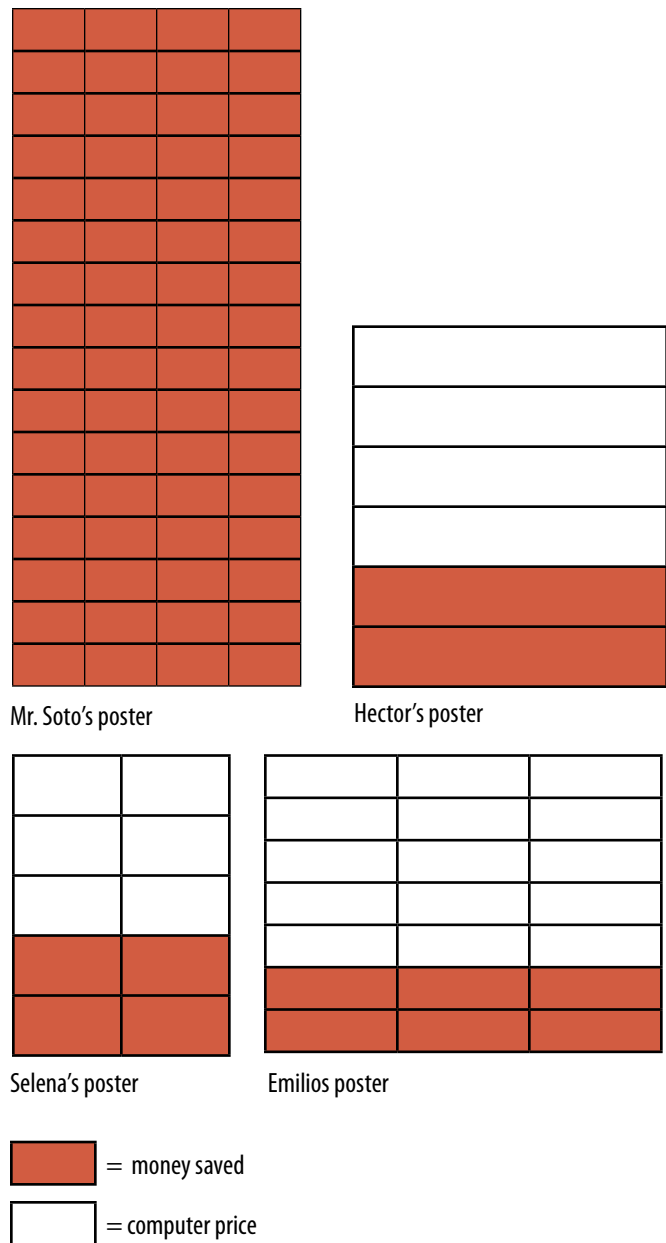 Mr. Soto's poster
Hector's poster
Selena's poster
Emilios poster
= money saved
= computer price